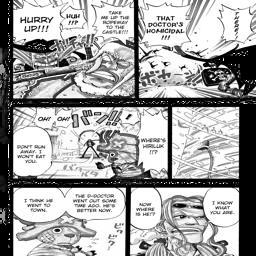 HURRY
UP!!!
HUH
!!?
TAKE
ME UP THE
ROPEWAY TO
THE CASTLE!!!
THAT
DOCTOR'S
HOMICIDAL
!!!
OH!
OH!
DON'T RUN
AWAY. I
WON'T EAT
YOU.
WHERE'S
HIRILUK
!!?
I THINK HE
WENT TO
TOWN.
THE
WENT OUT SOME
TIME AGO. HE'S
BETTER NOW.
NOW
WHERE IS HE!?
I KNOW
WHAT YOU
ARE.